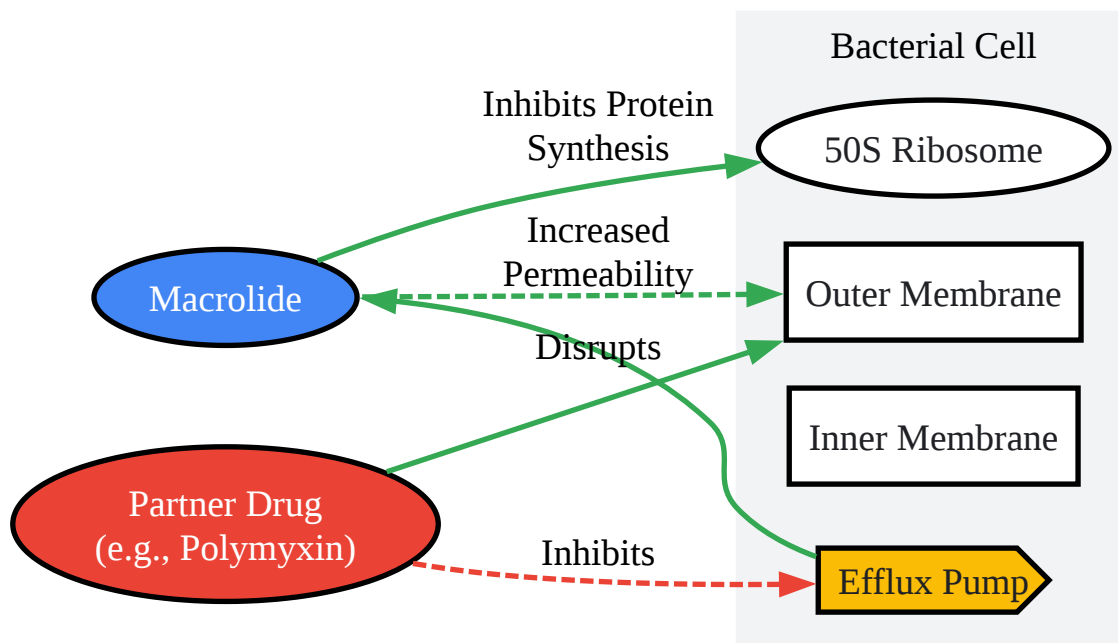 Bacterial Cell
Inhibits Protein
Synthesis
50S Ribosome
Increased
Permeability
Macrolide
Outer Membrane
Disrupts
Inner Membrane
Partner Drug
(e.g., Polymyxin)
Inhibits
Efflux Pump